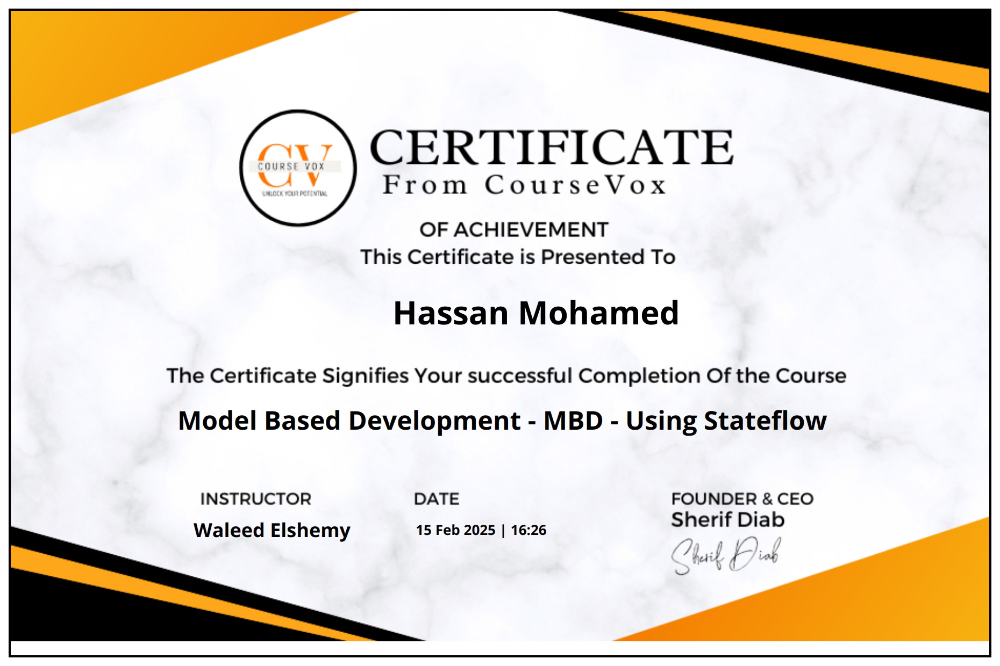 CV
COURSE VOX
UNLOCK YOUR POTENTIAL
CERTIFICATE
From CourseVox
OF ACHIEVEMENT
This Certificate is Presented To
Hassan Mohamed
The Certificate Signifies Your successful Completion Of the Course
Model Based Development - MBD - Using Stateflow
INSTRUCTOR
Waleed Elshemy
DATE
15 Feb 2025 | 16:26
FOUNDER & CEO
Sherif Diab
Sherif Diab